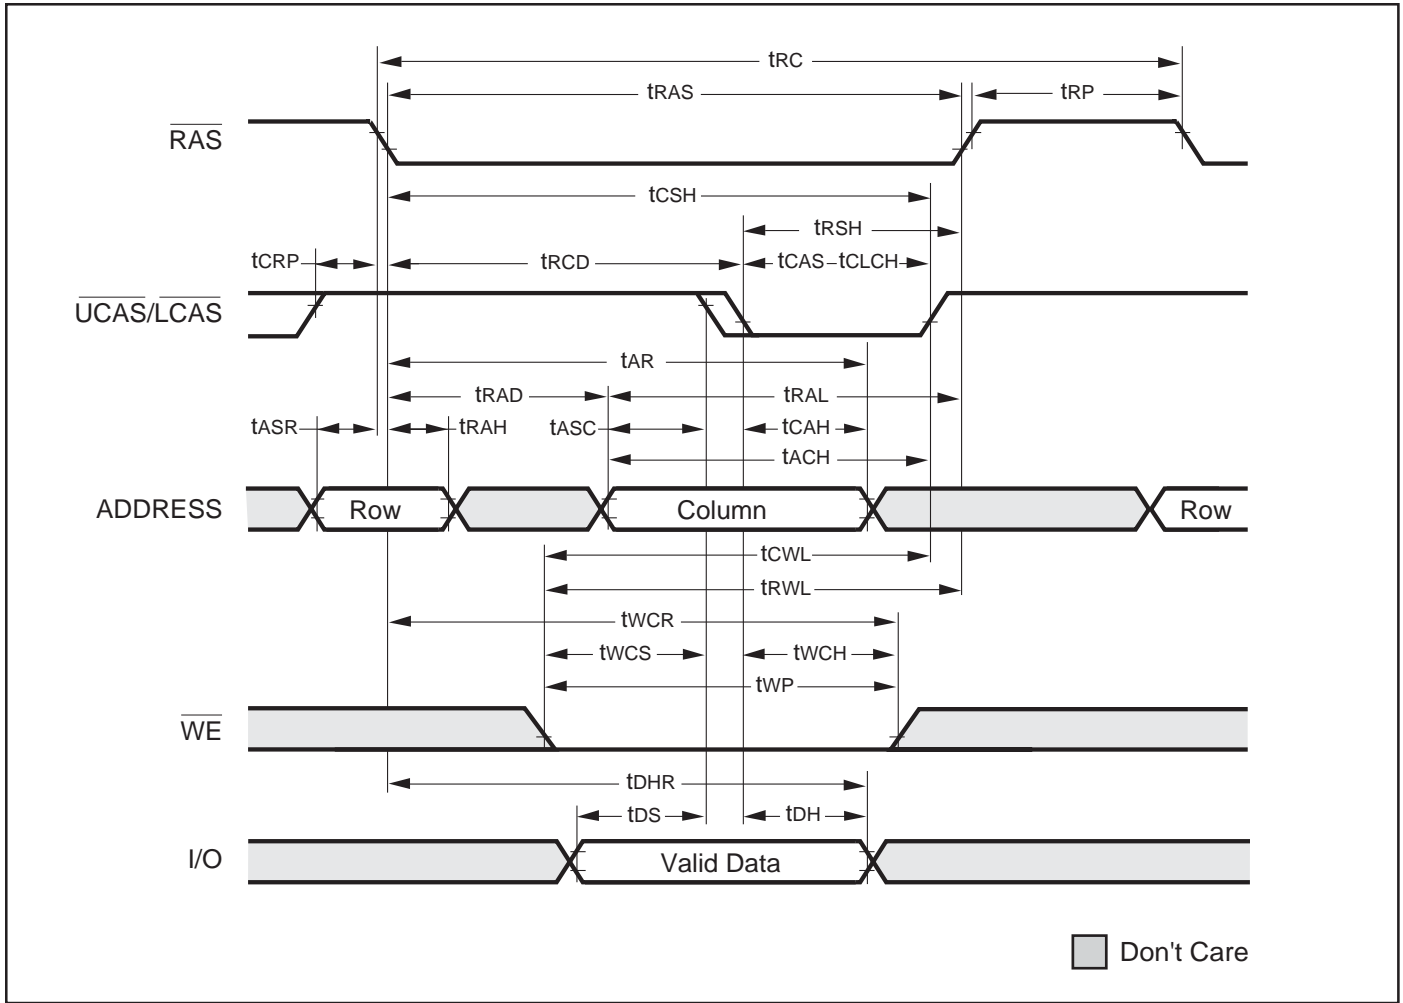 tRC
tRAS
tRP
RAS
tCSH
tRSH
tCRP
tRCD
tCAS
tCLCH
UCAS/LCAS
tAR
tRAD
tRAL
tASR
tRAH
tASC
tCAH
tACH
ADDRESS
Row
Column
Row
tCWL
tRWL
tWCR
tWCS
tWCH
tWP
WE
tDHR
tDS
tDH
I/O
Valid Data
Don't Care